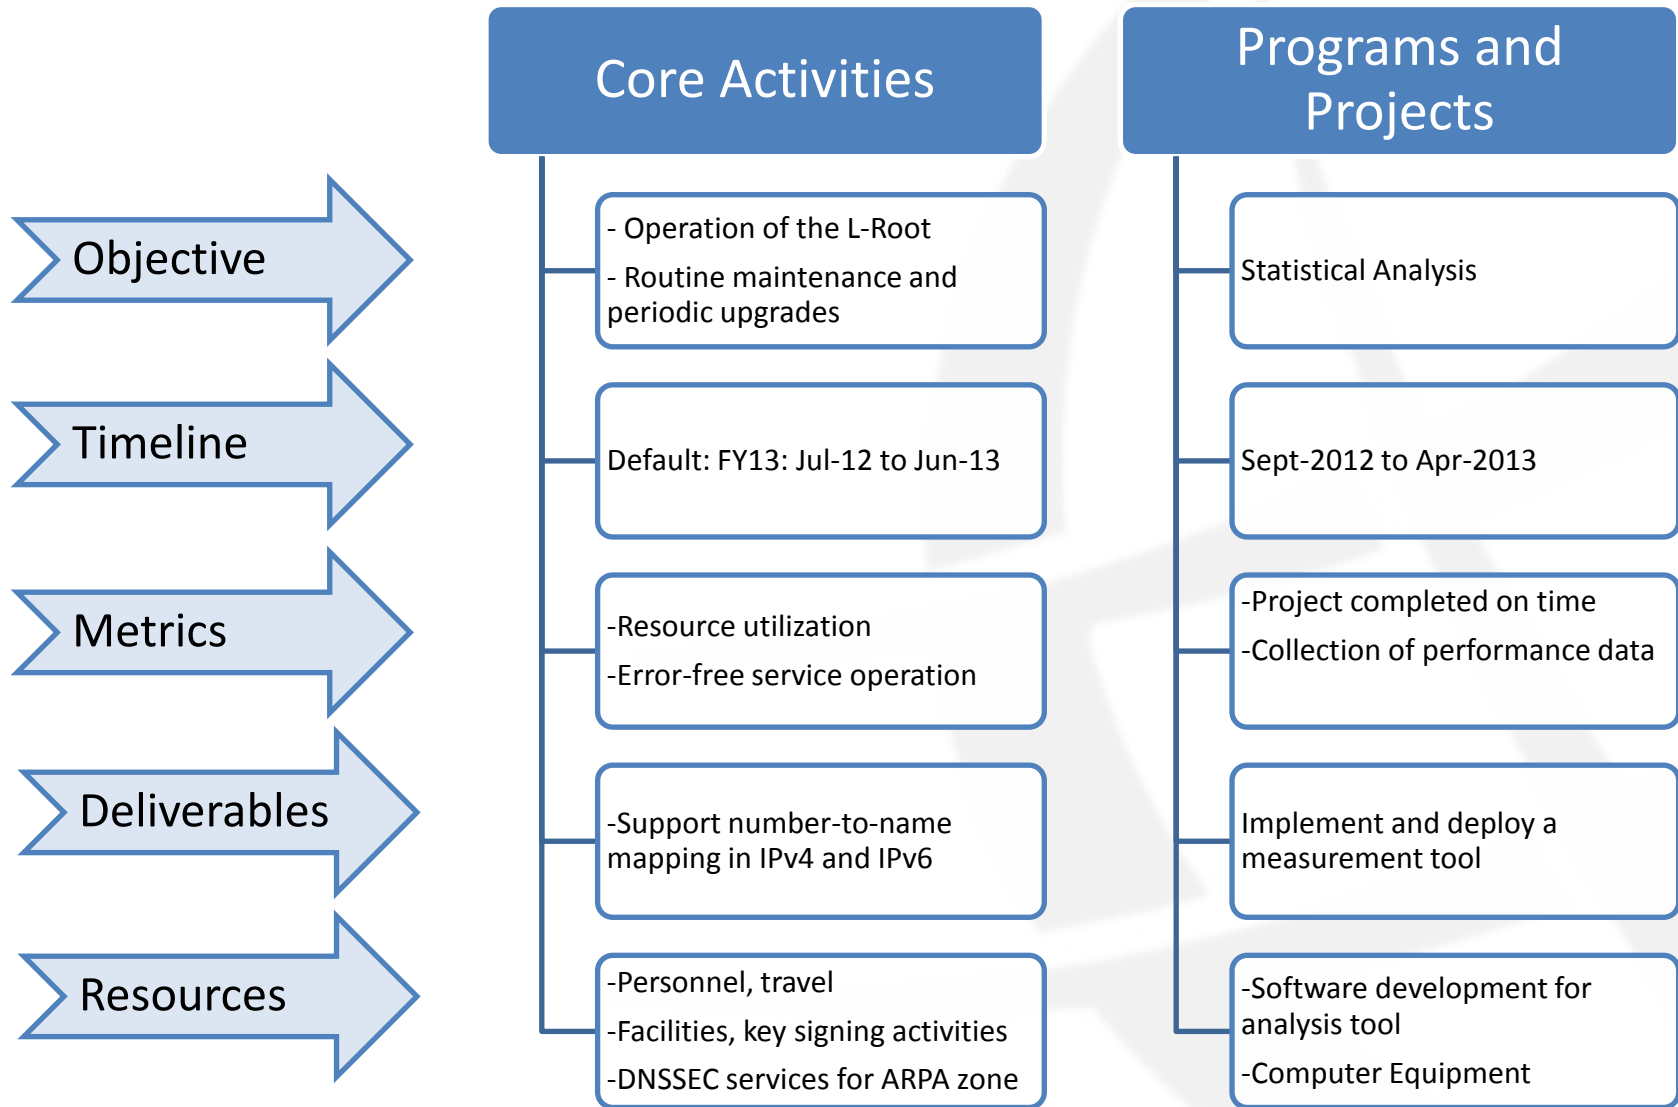 Core Activities
Programs and
Projects
Objective
- Operation of the L-Root
- Routine maintenance and
periodic upgrades
Statistical Analysis
Timeline
Default: FY13: Jul-12 to Jun-13
Sept-2012 to Apr-2013
Metrics
-Resource utilization
-Error-free service operation
-Project completed on time
-Collection of performance data
Deliverables
-Support number-to-name
mapping in IPv4 and IPv6
Implement and deploy a
measurement tool
Resources
-Personnel, travel
-Facilities, key signing activities
-DNSSEC services for ARPA zone
-Software development for
analysis tool
-Computer Equipment